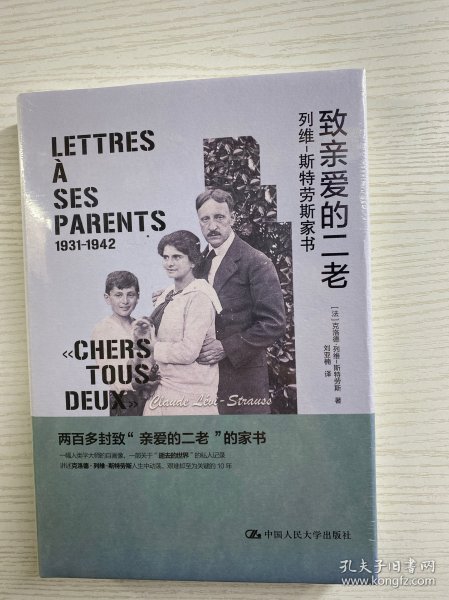 LETTRES
À
SES
PARENTS
1931-1942
致亲爱的二老
列维-斯特劳斯家书
[法]克洛德·列维-斯特劳斯 著
刘亚楠 译
«CHERS
TOUS
DEUX»
Claude Lévi-Strauss
两百多封致“亲爱的二老”的家书
一幅人类学大师的自画像，一部关于“逝去的世界”的私人记录
讲述克洛德·列维-斯特劳斯人生中动荡、艰难却至为关键的10年
中国人民大学出版社
孔夫子旧书网
https://book.kongfz.com